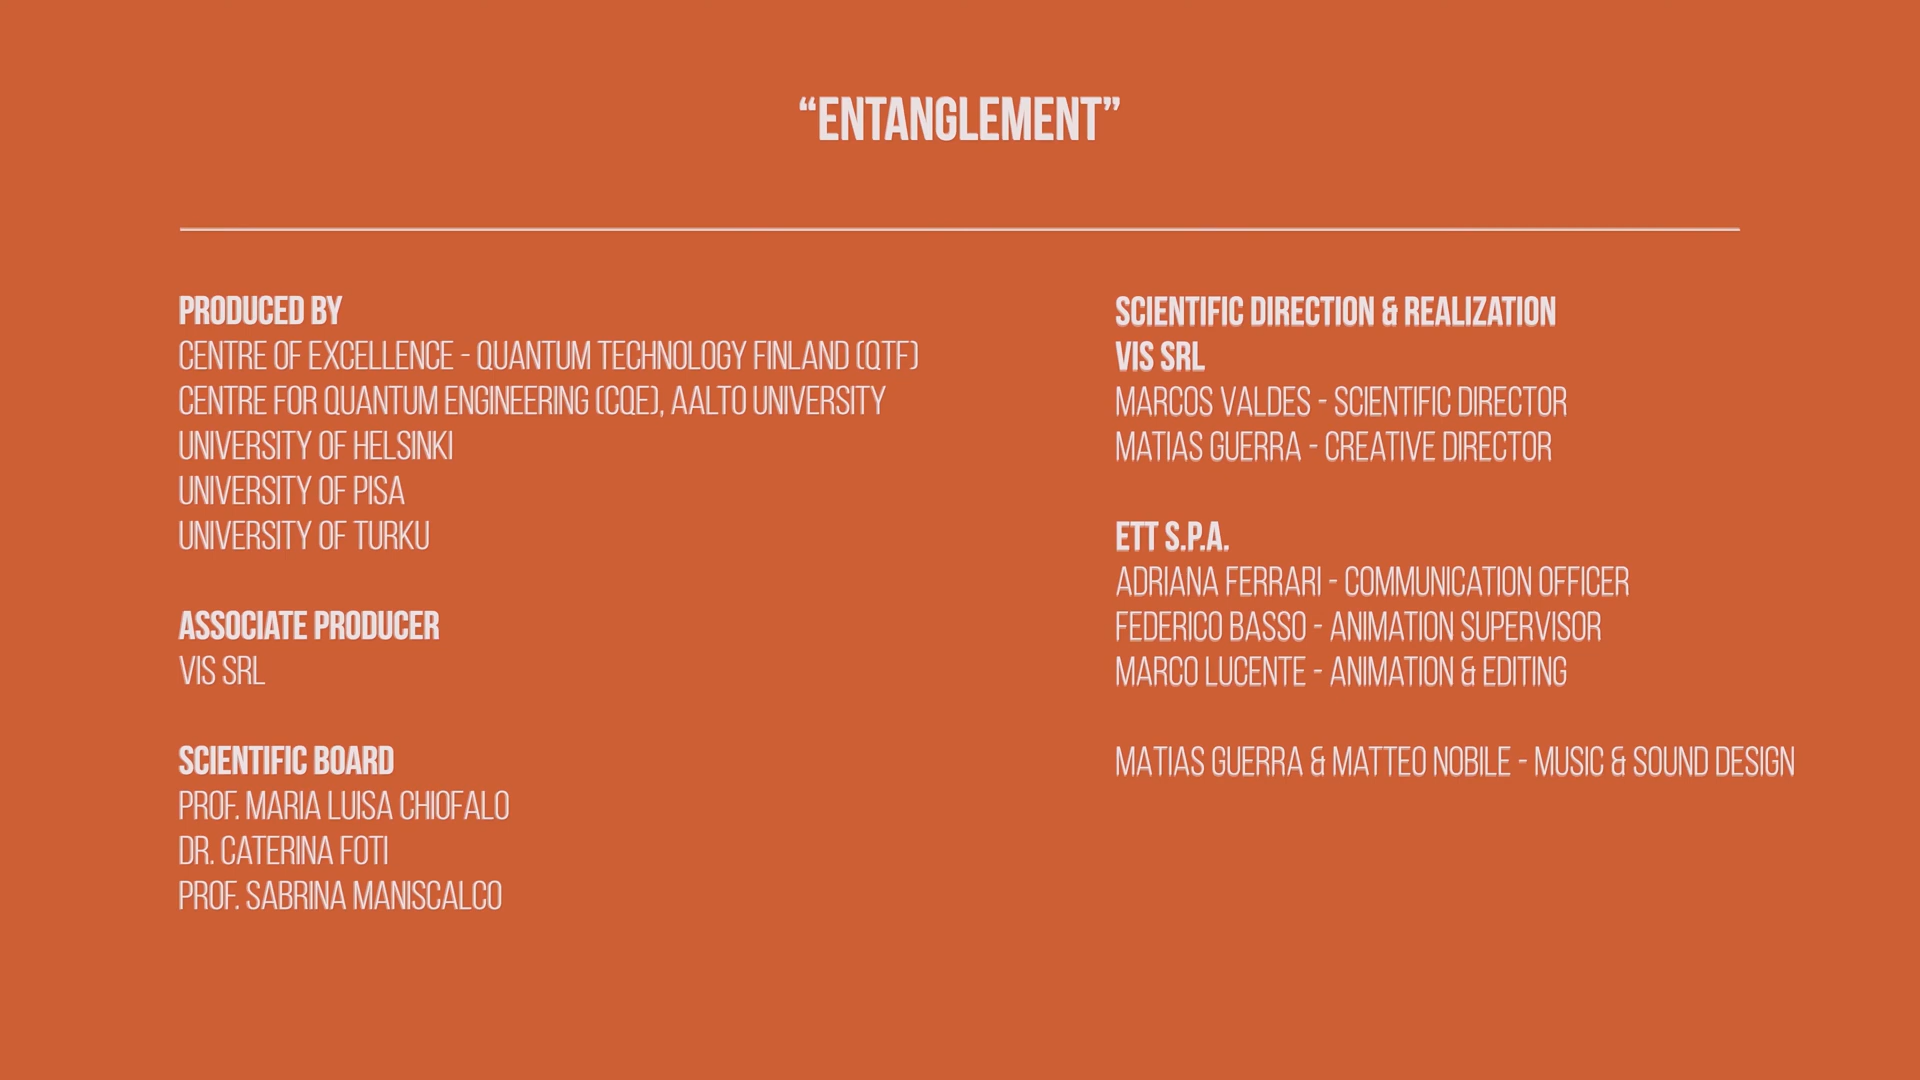 “ENTANGLEMENT”
PRODUCED BY
CENTRE OF EXCELLENCE - QUANTUM TECHNOLOGY FINLAND (QTF)
CENTRE FOR QUANTUM ENGINEERING (CQE), AALTO UNIVERSITY
UNIVERSITY OF HELSINKI
UNIVERSITY OF PISA
UNIVERSITY OF TURKU
ASSOCIATE PRODUCER
VIS SRL
SCIENTIFIC BOARD
PROF. MARIA LUISA CHIOFALO
DR. CATERINA FOTI
PROF. SABRINA MANISCALCO
SCIENTIFIC DIRECTION & REALIZATION
VIS SRL
MARCOS VALDES - SCIENTIFIC DIRECTOR
MATIAS GUERRA - CREATIVE DIRECTOR
ETT S.P.A.
ADRIANA FERRARI - COMMUNICATION OFFICER
FEDERICO BASSO - ANIMATION SUPERVISOR
MARCO LUCENTE - ANIMATION & EDITING
MATIAS GUERRA & MATTEO NOBILE - MUSIC & SOUND DESIGN